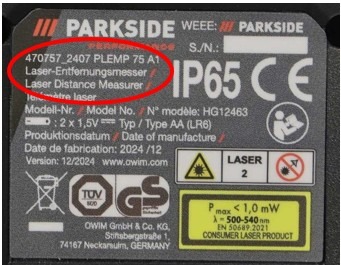 PARKSIDE WEEE: PARKSIDE
PERFORMANCE
S./N.:
470757_2407 PLEMP 75 A1
Laser-Entfernungsmesser /
Laser Distance Measurer /
Télémètre laser
IP65 CE
Modell-Nr. / Model No. / N° modèle: HG12463
: 2 x 1,5V Typ / Type AA (LR6)
Produktionsdatum / Date of manufacture /
Date de fabrication: 2024 /12
Version: 12/2024 www.owim.com
LASER
2
TÜV
SÜD
GS
OWIM GmbH & Co. KG,
Stiftsbergstraße 1,
74167 Neckarsulm, GERMANY
Pmax < 1,0 mW
λ = 500-540 nm
EN 50689:2021
CONSUMER LASER PRODUCT